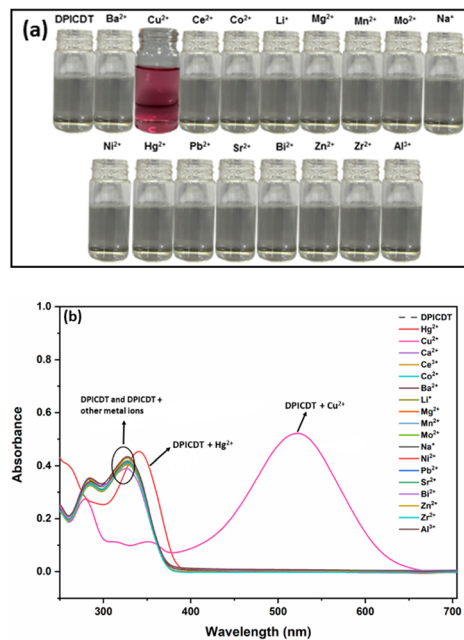 (a)
DPICDT Ba²⁺ Cu²⁺ Ce²⁺ Co²⁺ Li⁺ Mg²⁺ Mn²⁺ Mo²⁺ Na⁺
Ni²⁺ Hg²⁺ Pb²⁺ Sr²⁺ Bi²⁺ Zn²⁺ Zr²⁺ Al³⁺
(b)
1.0
0.8
0.6
0.4
0.2
0.0
Absorbance
DPICDT and DPICDT +
other metal ions
DPICDT + Hg²⁺
DPICDT + Cu²⁺
DPICDT
Hg²⁺
Cu²⁺
Ca²⁺
Ce³⁺
Co²⁺
Ba²⁺
Li⁺
Mg²⁺
Mn²⁺
Mo²⁺
Na⁺
Ni²⁺
Pb²⁺
Sr²⁺
Bi²⁺
Zn²⁺
Zr²⁺
Al³⁺
300 400 500 600 700
Wavelength (nm)